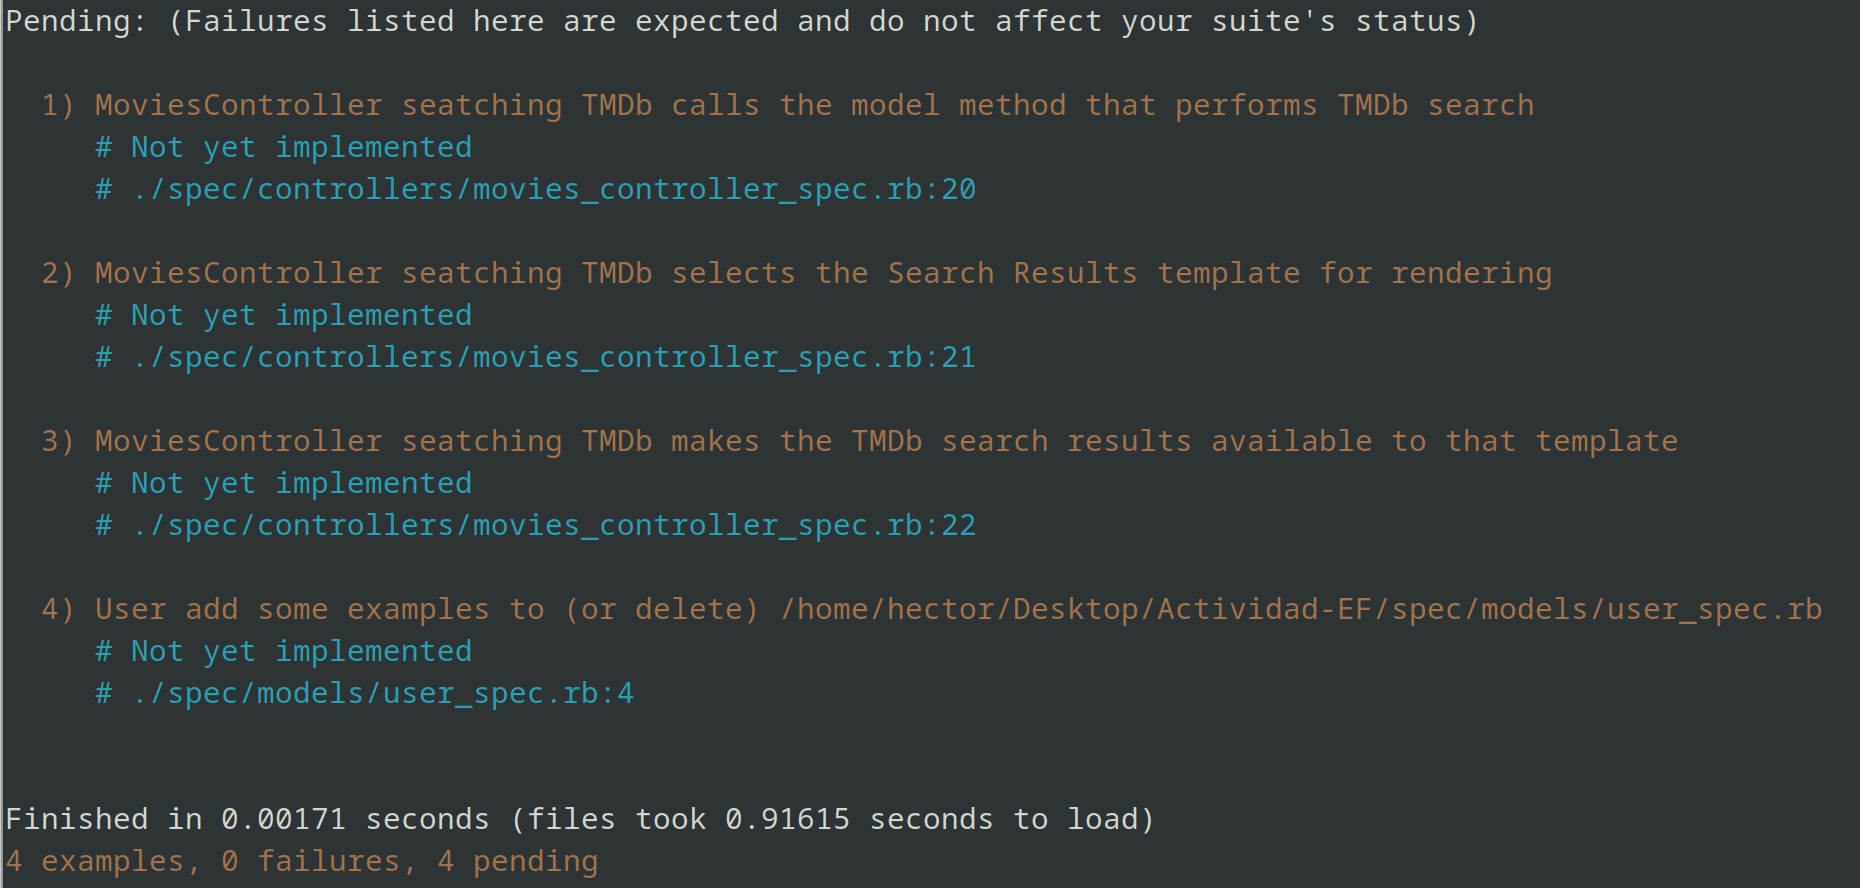 Pending: (Failures listed here are expected and do not affect your suite's status)
1) MoviesController seatching TMDb calls the model method that performs TMDb search
# Not yet implemented
# ./spec/controllers/movies_controller_spec.rb:20
2) MoviesController seatching TMDb selects the Search Results template for rendering
# Not yet implemented
# ./spec/controllers/movies_controller_spec.rb:21
3) MoviesController seatching TMDb makes the TMDb search results available to that template
# Not yet implemented
# ./spec/controllers/movies_controller_spec.rb:22
4) User add some examples to (or delete) /home/hector/Desktop/Actividad-EF/spec/models/user_spec.rb
# Not yet implemented
# ./spec/models/user_spec.rb:4
Finished in 0.00171 seconds (files took 0.91615 seconds to load)
4 examples, 0 failures, 4 pending